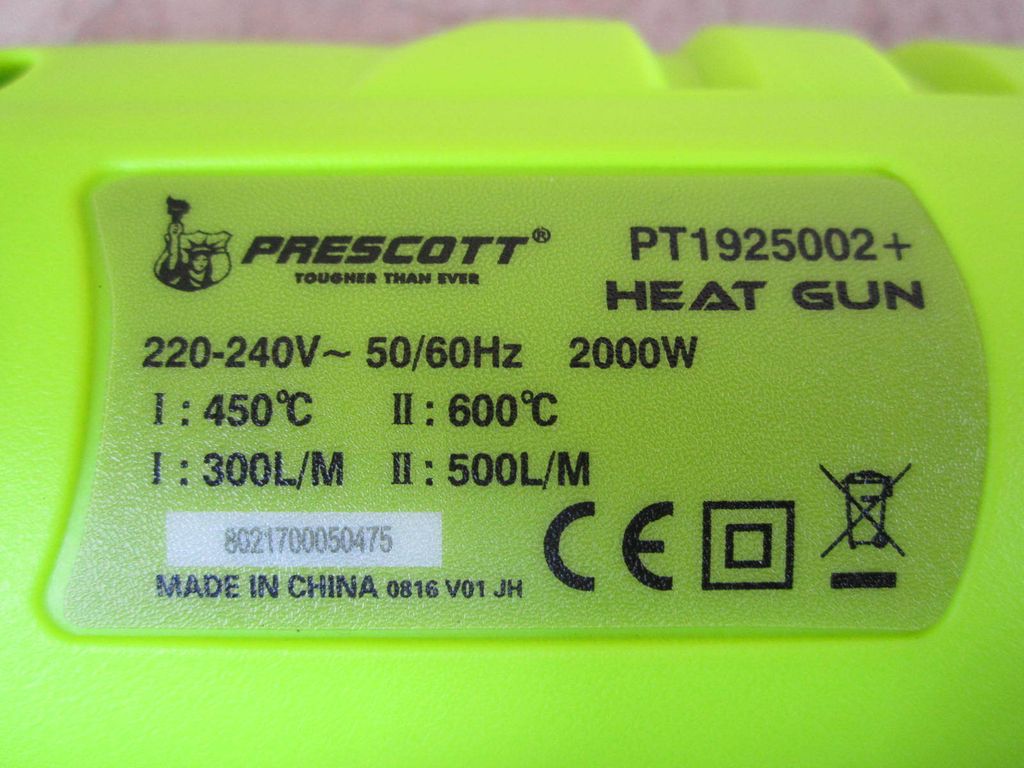 PRESCOTT®
TOUGHER THAN EVER
PT1925002+
HEAT GUN
220-240V~ 50/60Hz 2000W
I : 450℃ II : 600℃
I : 300L/M II : 500L/M
8021700050475
MADE IN CHINA 0816 V01 JH
CE